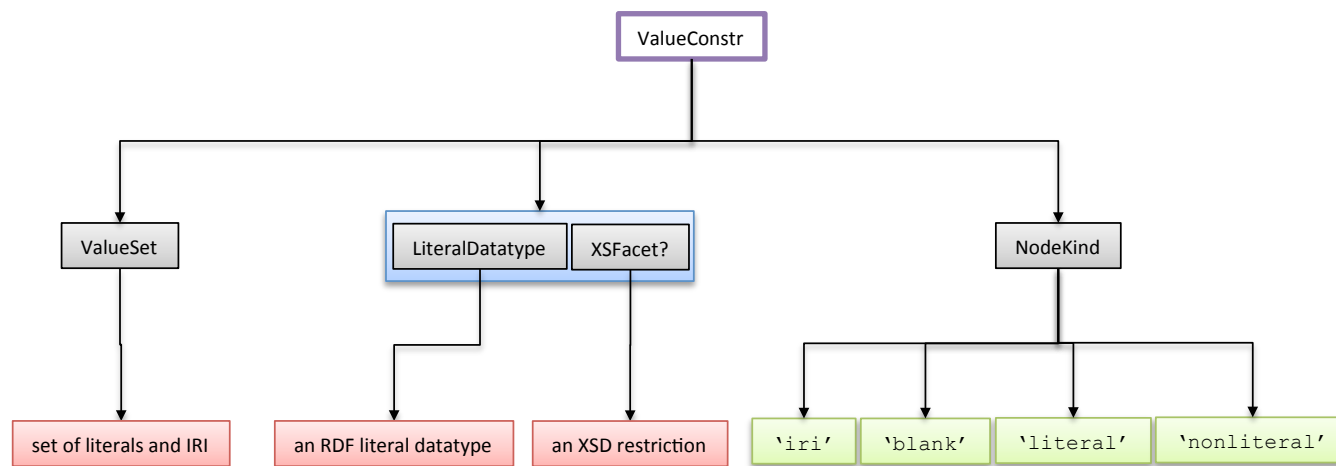 ValueConstr
ValueSet
LiteralDatatype
XSFacet?
NodeKind
set of literals and IRI
an RDF literal datatype
an XSD restriction
‘iri’
‘blank’
‘literal’
‘nonliteral’